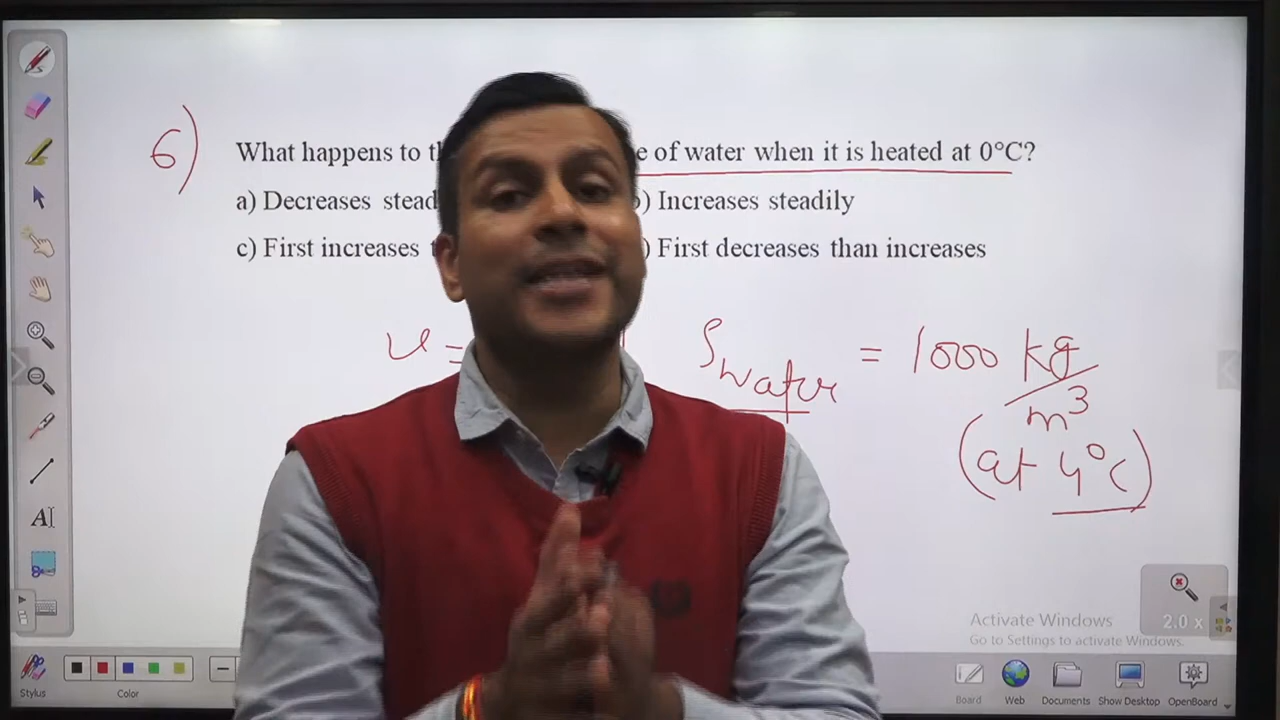 6)
What happens to of water when it is heated at 0°C?
a) Decreases b) Increases steadily
c) First increases ) First decreases than increases
= ρwater = 1000 kg/m³
(at 4°C)
Activate Windows
Go to Settings to activate Windows.
2.0 x
Stylus Color Board Web Documents Show Desktop OpenBoard